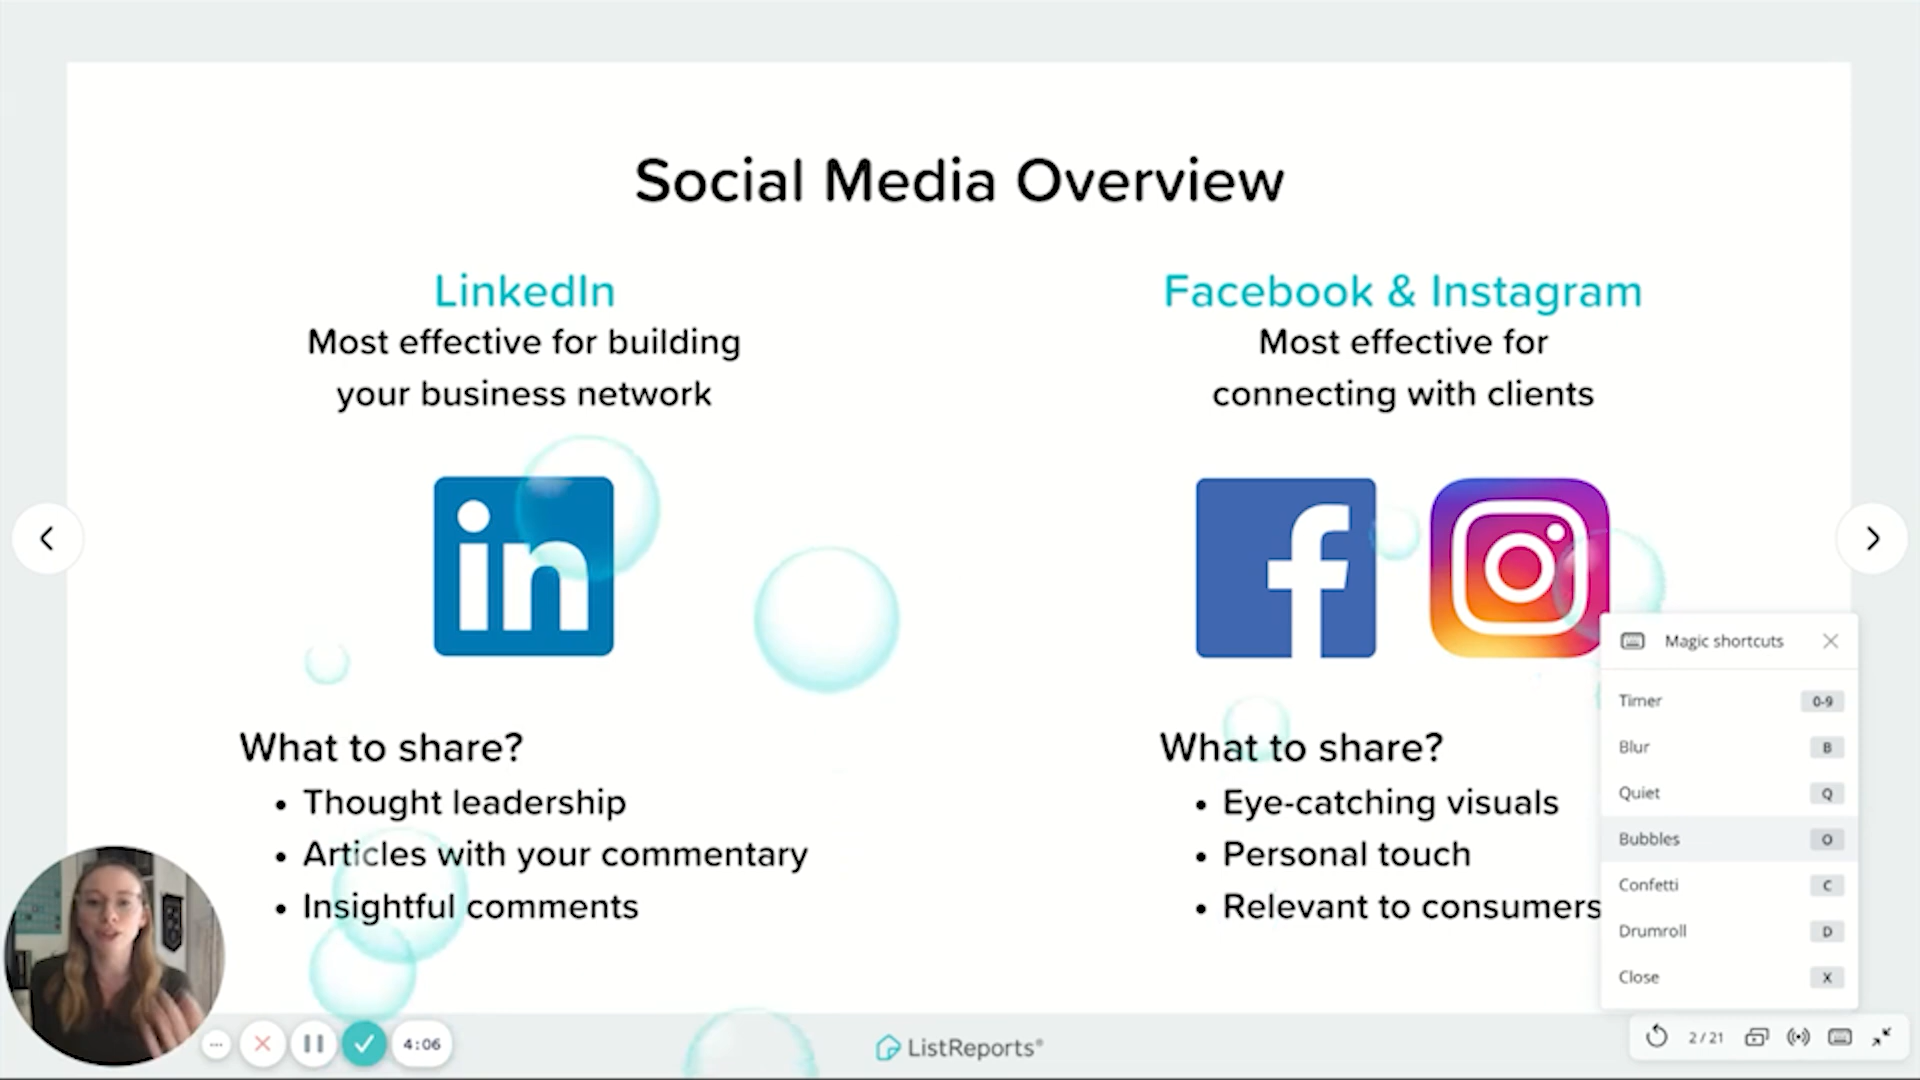 Social Media Overview
LinkedIn
Most effective for building
your business network
in
What to share?
• Thought leadership
• Articles with your commentary
• Insightful comments
Facebook & Instagram
Most effective for
connecting with clients
f
What to share?
• Eye-catching visuals
• Personal touch
• Relevant to consumers
Magic shortcuts
Timer 0-9
Blur B
Quiet Q
Bubbles O
Confetti C
Drumroll D
Close X
4:06
ListReports®
2 / 21